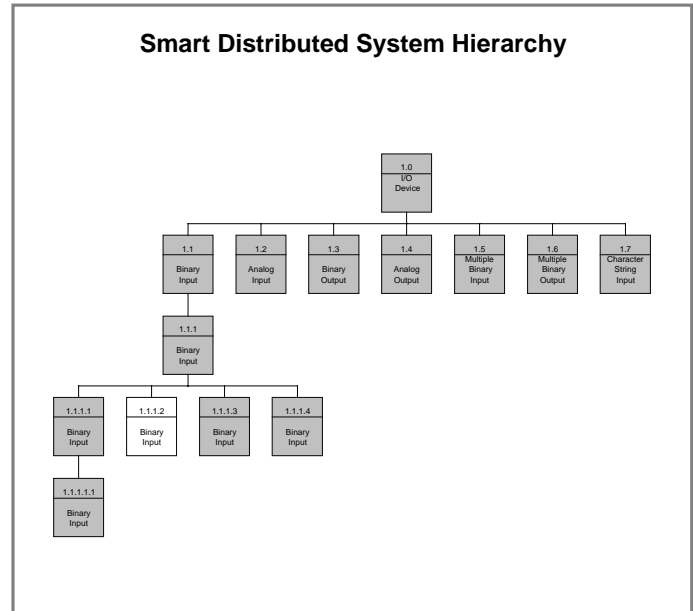 Smart Distributed System Hierarchy
1.0
I/O
Device
1.1
Binary
Input
1.2
Analog
Input
1.3
Binary
Output
1.4
Analog
Output
1.5
Multiple
Binary
Input
1.6
Multiple
Binary
Output
1.7
Character
String
Input
1.1.1
Binary
Input
1.1.1.1
Binary
Input
1.1.1.2
Binary
Input
1.1.1.3
Binary
Input
1.1.1.4
Binary
Input
1.1.1.1.1
Binary
Input